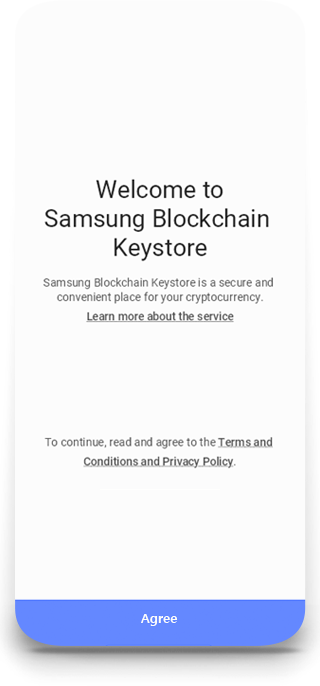 Welcome to
Samsung Blockchain
Keystore
Samsung Blockchain Keystore is a secure and
convenient place for your cryptocurrency.
Learn more about the service
To continue, read and agree to the Terms and
Conditions and Privacy Policy.
Agree